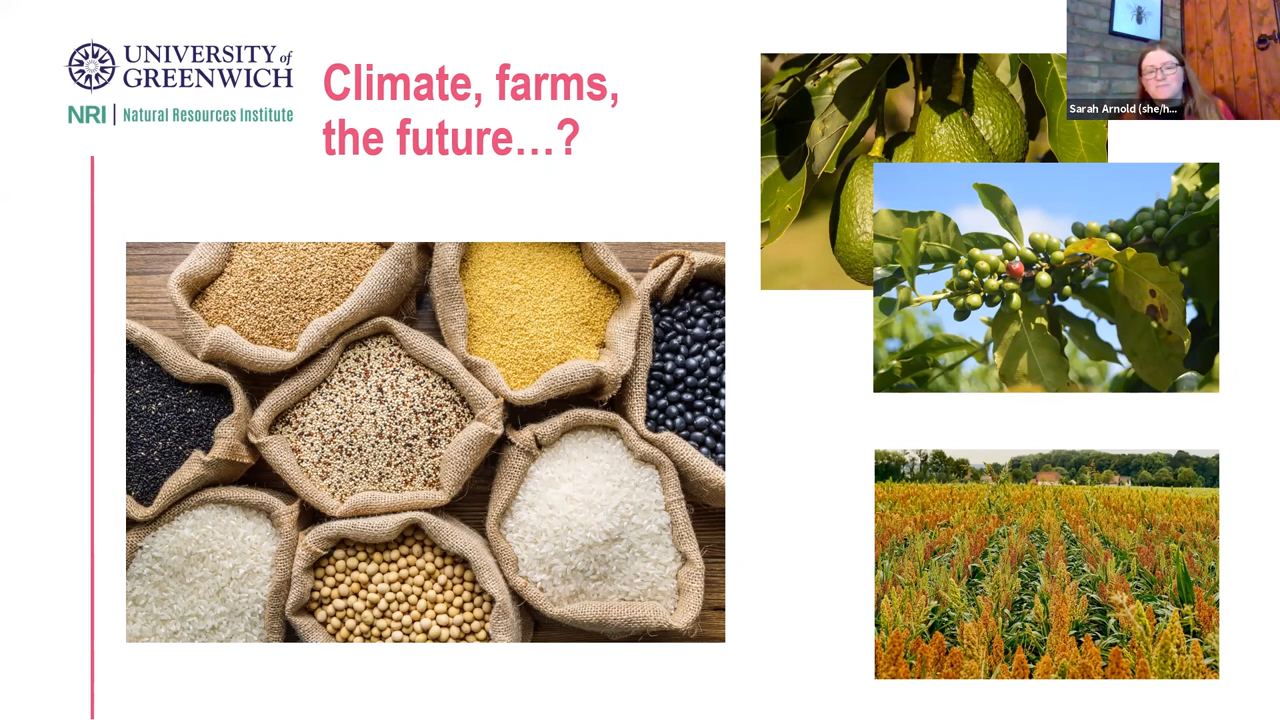 UNIVERSITY of
GREENWICH
NRI | Natural Resources Institute
Climate, farms,
the future…?
Sarah Arnold (she/h...